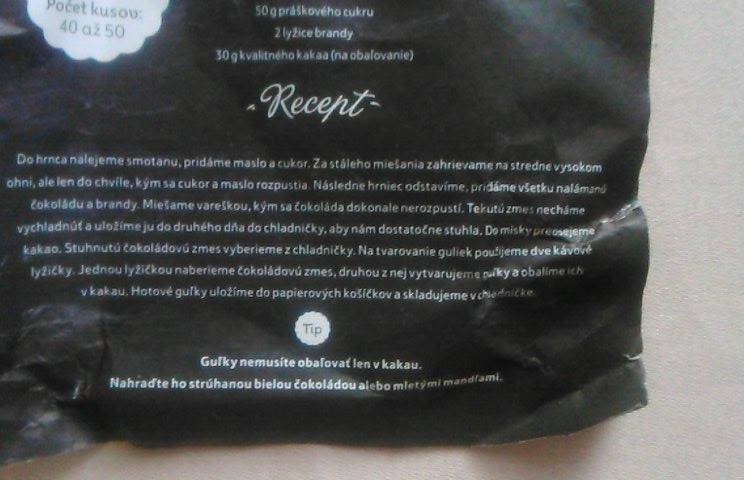 Počet kusov:
40 až 50
50 g práškového cukru
2 lyžice brandy
30 g kvalitného kakaa (na obaľovanie)
Recept
Do hrnca nalejeme smotanu, pridáme maslo a cukor. Za stáleho miešania zahrievame na stredne vysokom
ohni, ale len do chvíle, kým sa cukor a maslo rozpustia. Následne hrniec odstavíme, pridáme všetku nalámanú
čokoládu a brandy. Miešame vareškou, kým sa čokoláda dokonale nerozpustí. Tekutú zmes necháme
vychladnúť a uložíme ju do druhého dňa do chladničky, aby nám dostatočne stuhla. Do misky preosejeme
kakao. Stuhnutú čokoládovú zmes vyberieme z chladničky. Na tvarovanie guliek použijeme dve kávové
lyžičky. Jednou lyžičkou naberieme čokoládovú zmes, druhou z nej vytvarujeme guľky a obalíme ich
v kakau. Hotové guľky uložíme do papierových košíčkov a skladujeme v chladničke.
Tip
Guľky nemusíte obaľovať len v kakau.
Nahraďte ho strúhanou bielou čokoládou alebo mletými mandľami.